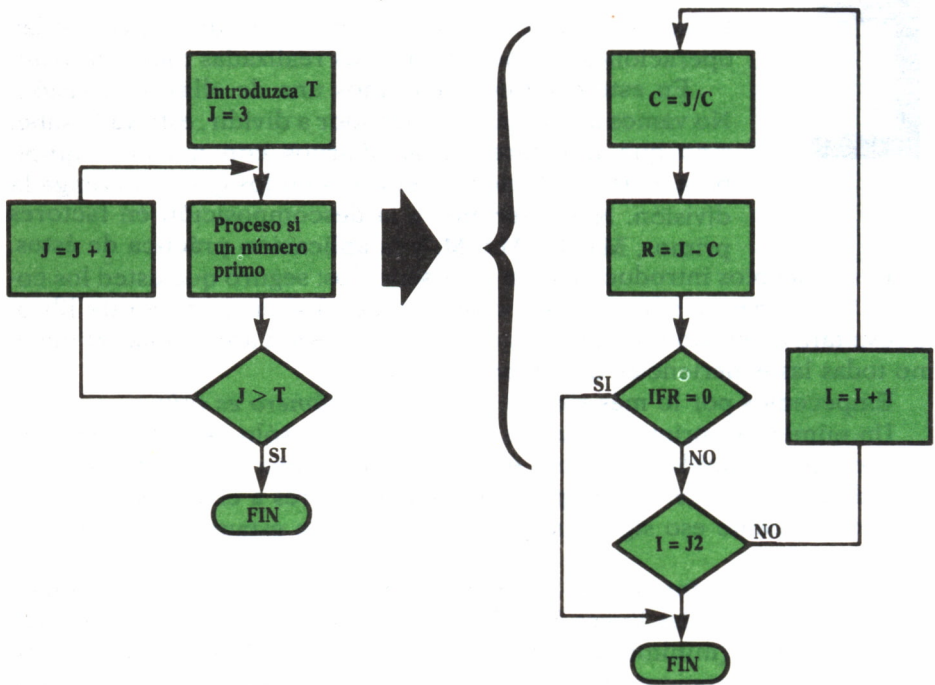 Introduzca T
J = 3
Proceso si
un número
primo
J = J + 1
J > T
SI
FIN
C = J/C
R = J – C
IFR = 0
SI
NO
I = I + 1
I = J2
NO
FIN